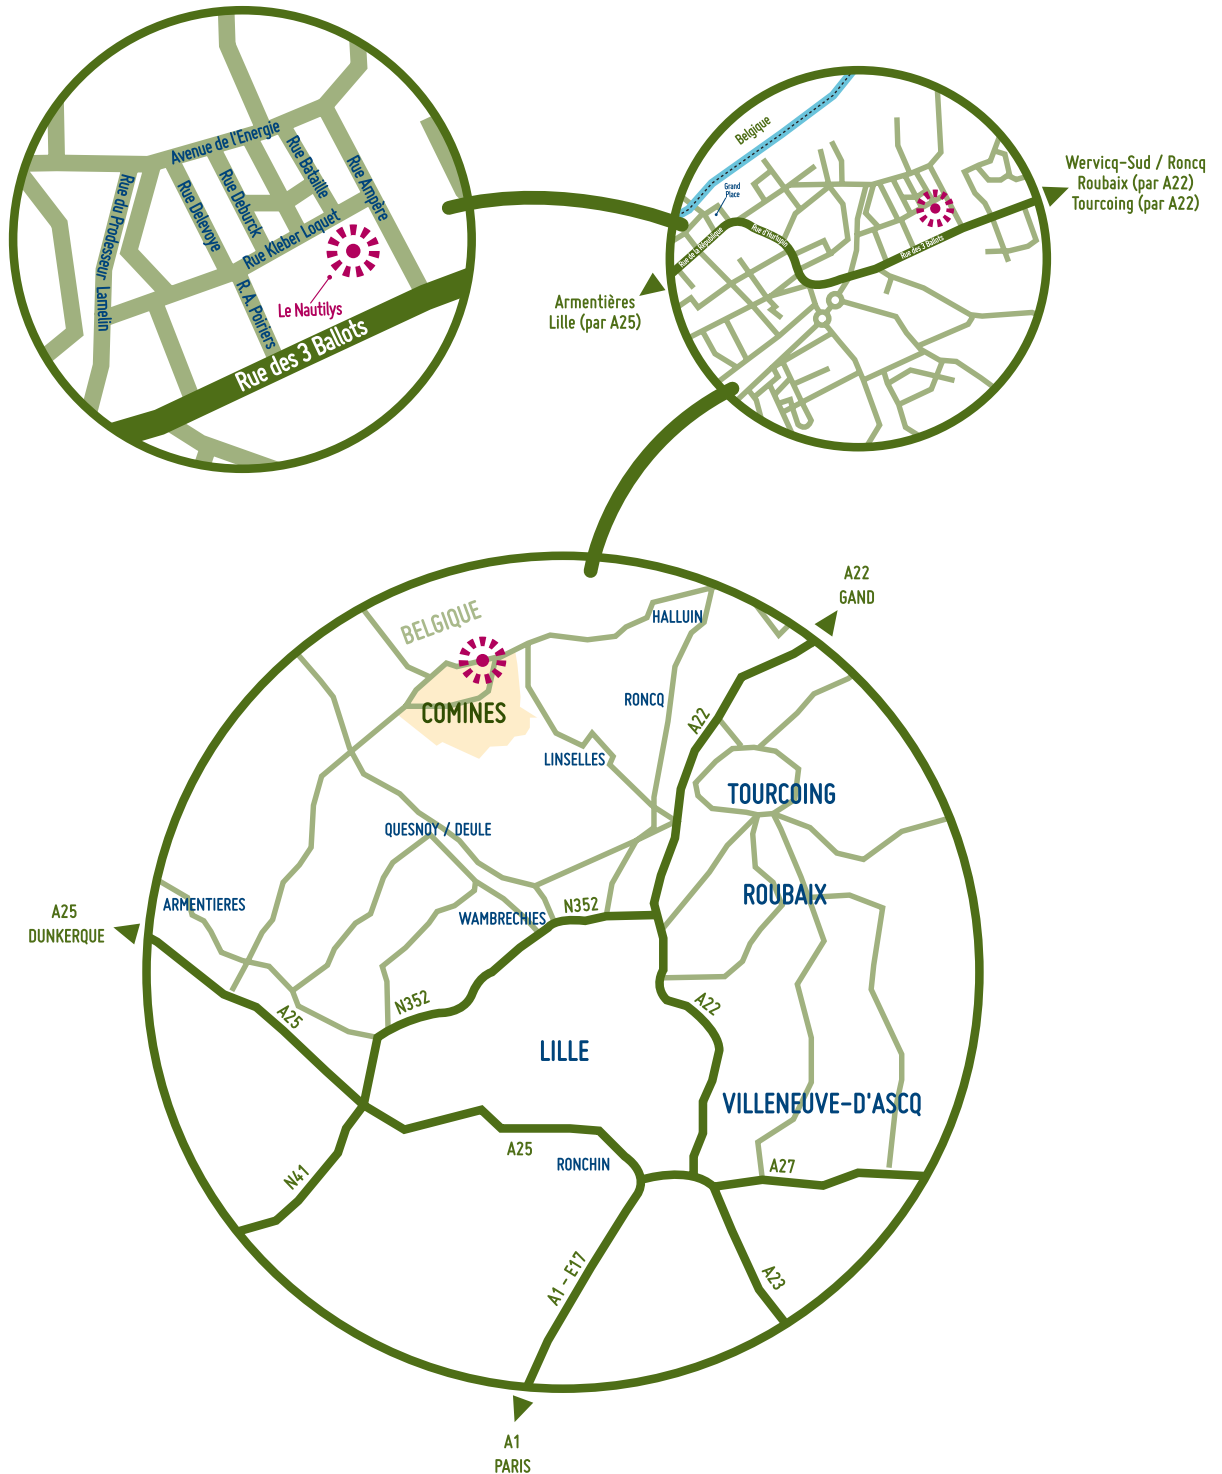 Avenue de l'Energie
Rue Bataille
Rue Ampère
Rue Deburck
Rue Delevoye
Rue du Prodesseur Lamelin
Rue Kleber Loquet
R. A. Poiriers
Le Nautilys
Rue des 3 Ballots
Belgique
Grand
Place
Rue de la République
Rue d'Hurlupin
Rue des 3 Ballots
Wervicq-Sud / Roncq
Roubaix (par A22)
Tourcoing (par A22)
Armentières
Lille (par A25)
A22
GAND
BELGIQUE
HALLUIN
RONCQ
COMINES
A22
LINSELLES
TOURCOING
QUESNOY / DEULE
ROUBAIX
ARMENTIERES
N352
WAMBRECHIES
A25
DUNKERQUE
N352
A22
A25
LILLE
VILLENEUVE-D'ASCQ
A25
RONCHIN
A27
N41
A1 - E17
A23
A1
PARIS